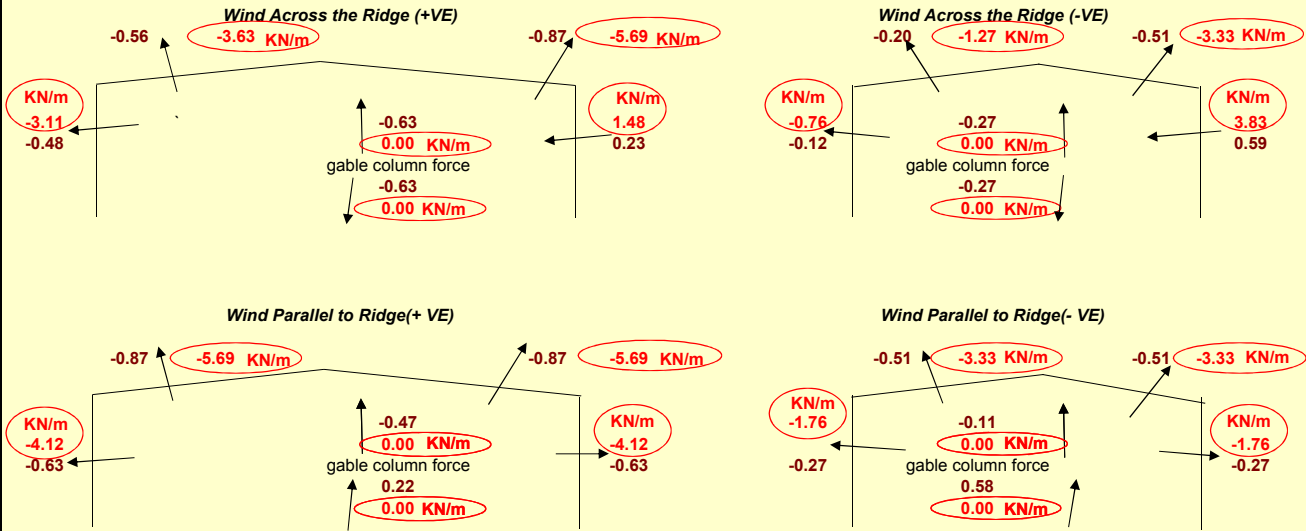 Wind Across the Ridge (+VE)
-0.56 -3.63 KN/m -0.87 -5.69 KN/m
KN/m
-3.11
-0.48
KN/m
1.48
0.23
-0.63
0.00 KN/m
gable column force
-0.63
0.00 KN/m
Wind Across the Ridge (-VE)
-0.20 -1.27 KN/m -0.51 -3.33 KN/m
KN/m
-0.76
-0.12
KN/m
3.83
0.59
-0.27
0.00 KN/m
gable column force
-0.27
0.00 KN/m
Wind Parallel to Ridge(+ VE)
-0.87 -5.69 KN/m -0.87 -5.69 KN/m
KN/m
-4.12
-0.63
KN/m
-4.12
-0.63
-0.47
0.00 KN/m
gable column force
0.22
0.00 KN/m
Wind Parallel to Ridge(- VE)
-0.51 -3.33 KN/m -0.51 -3.33 KN/m
KN/m
-1.76
-0.27
KN/m
-1.76
-0.27
-0.11
0.00 KN/m
gable column force
0.58
0.00 KN/m